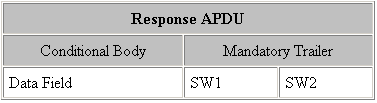 Response APDU
Conditional Body Mandatory Trailer
Data Field SW1 SW2